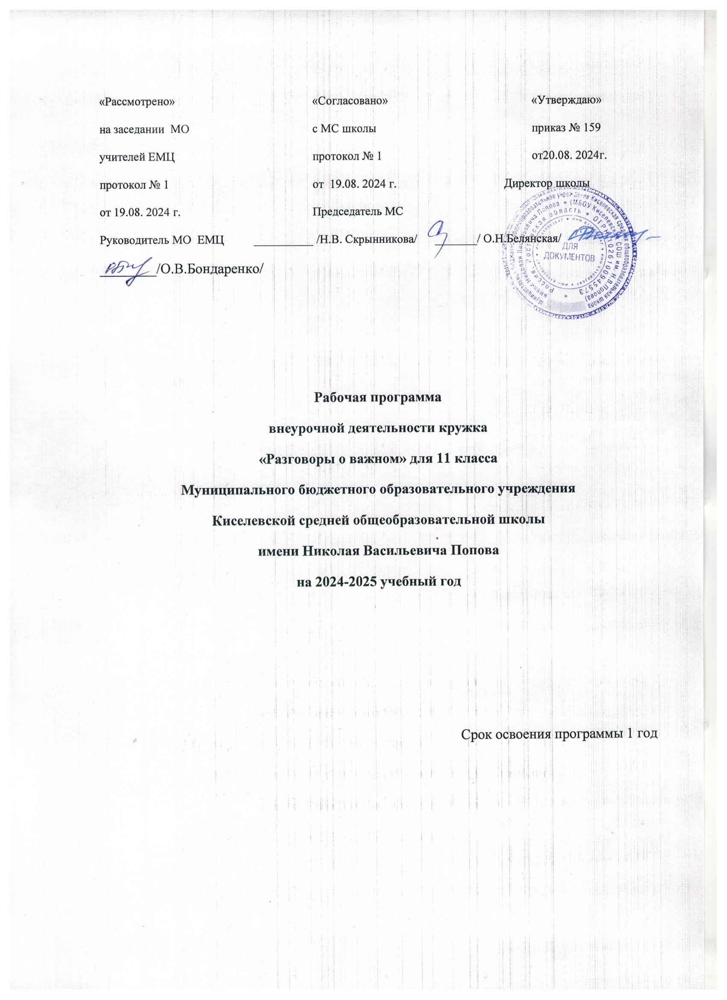 «Рассмотрено»
на заседании МО
учителей ЕМЦ
протокол № 1
от 19.08. 2024 г.
Руководитель МО ЕМЦ
__________/О.В.Бондаренко/
«Согласовано»
с МС школы
протокол № 1
от 19.08. 2024 г.
Председатель МС
__________ /Н.В. Скрынникова/
«Утверждаю»
приказ № 159
от20.08. 2024г.
Директор школы
_______/ О.Н.Белянская/
ДЛЯ
ДОКУМЕНТОВ
Рабочая программа
внеурочной деятельности кружка
«Разговоры о важном» для 11 класса
Муниципального бюджетного образовательного учреждения
Киселевской средней общеобразовательной школы
имени Николая Васильевича Попова
на 2024-2025 учебный год
Срок освоения программы 1 год